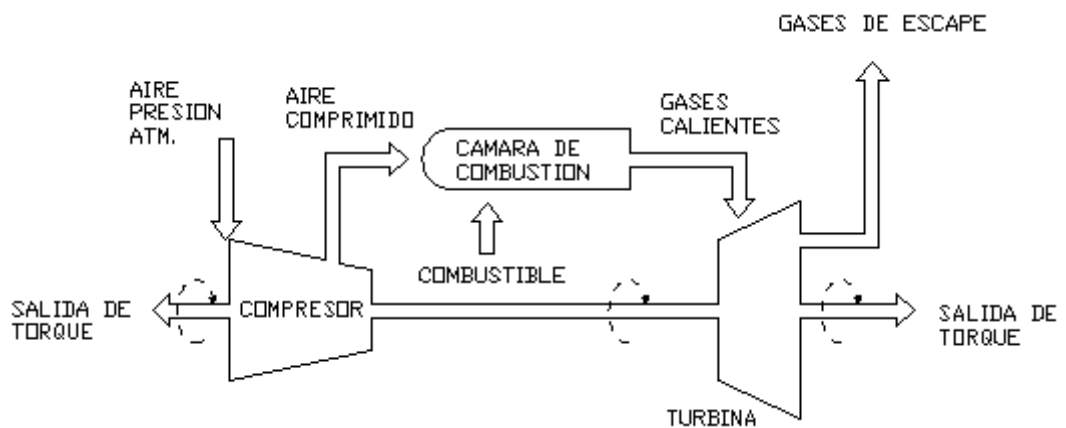 GASES DE ESCAPE
AIRE
PRESION
ATM.
AIRE
COMPRIMIDO
GASES
CALIENTES
CAMARA DE
COMBUSTION
COMBUSTIBLE
SALIDA DE
TORQUE
COMPRESOR
SALIDA DE
TORQUE
TURBINA